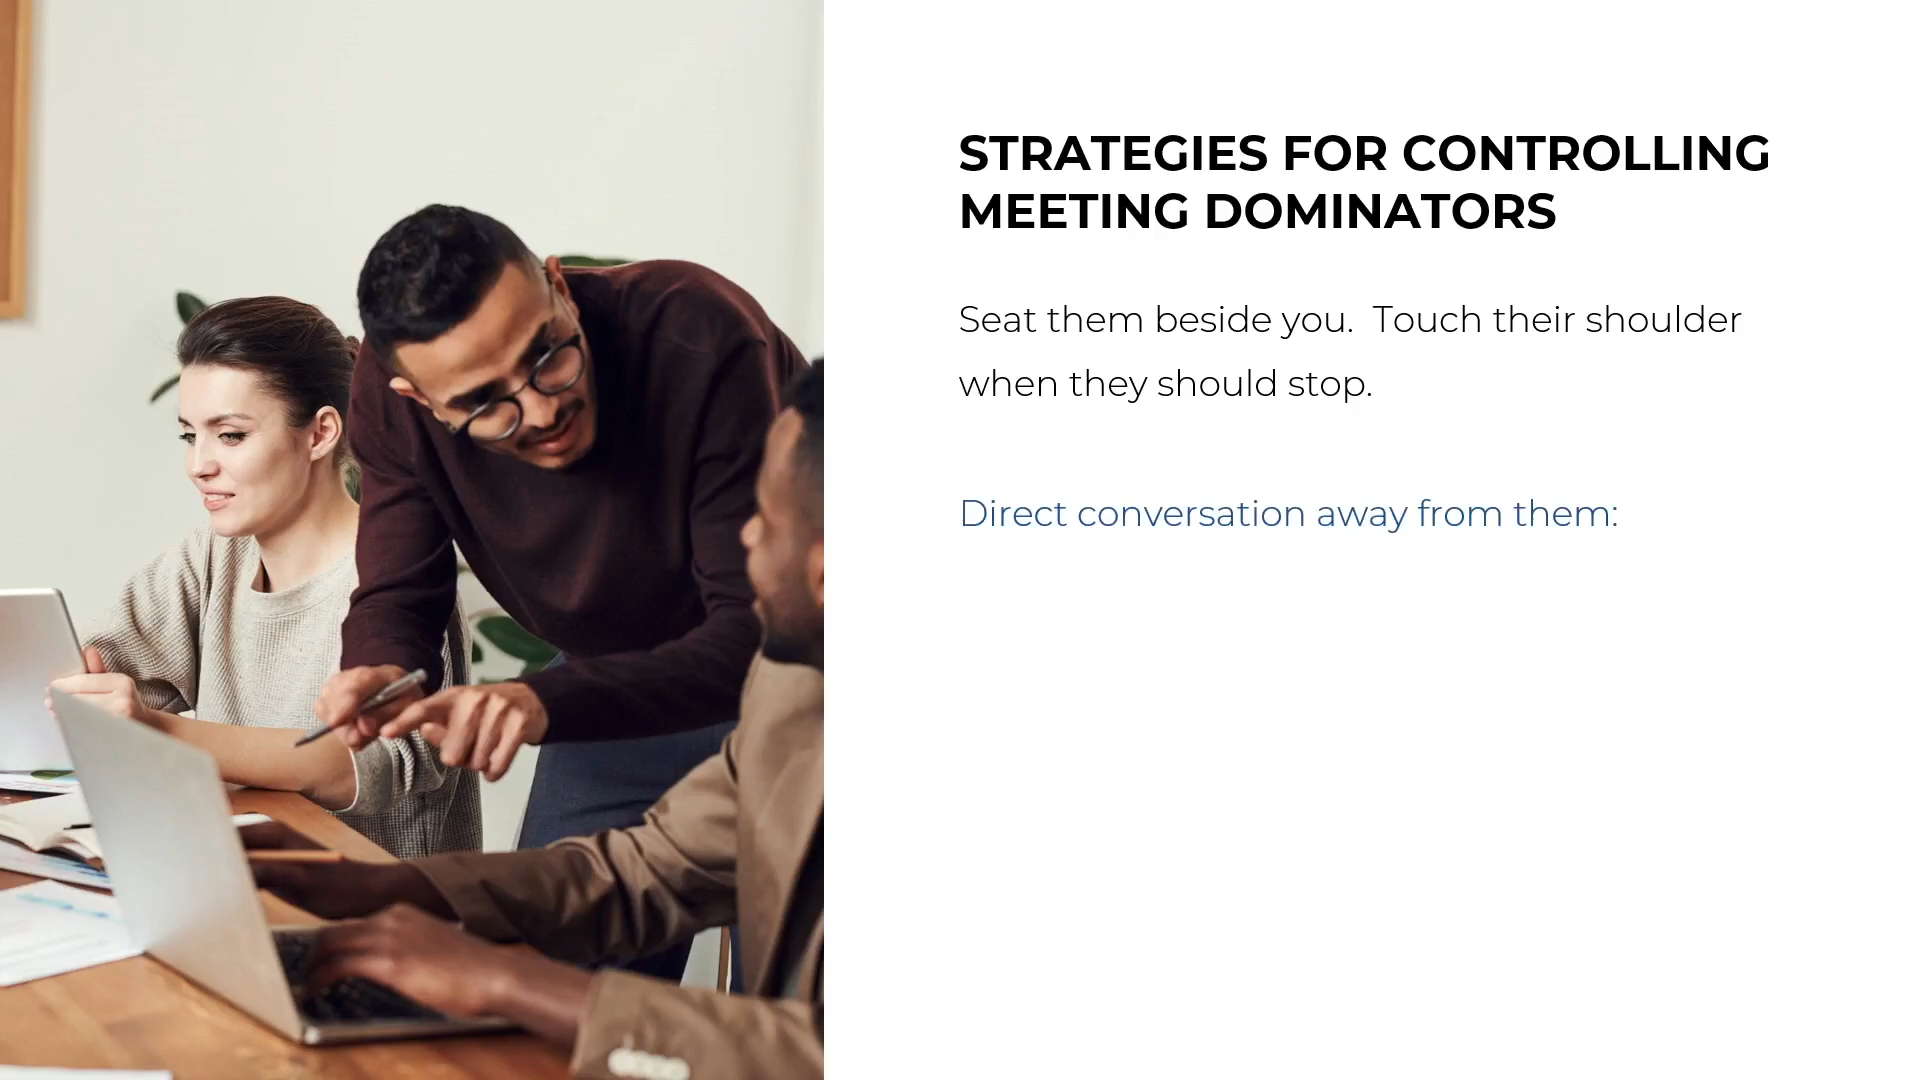 STRATEGIES FOR CONTROLLING
MEETING DOMINATORS
Seat them beside you.  Touch their shoulder
when they should stop.
Direct conversation away from them: